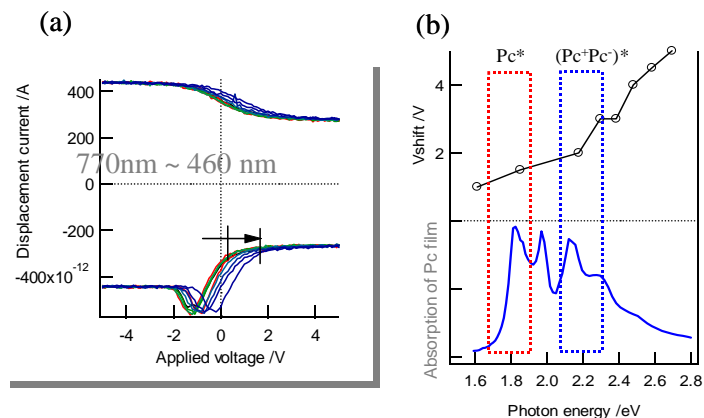 (a)
Displacement current /A
400
200
0
-200
-400x10-12
770nm ~ 460 nm
-4
-2
0
2
4
Applied voltage /V
(b)
Pc*
(Pc+Pc-)*
Vshift /V
4
2
Absorption of Pc film
1.6
1.8
2.0
2.2
2.4
2.6
2.8
Photon energy /eV